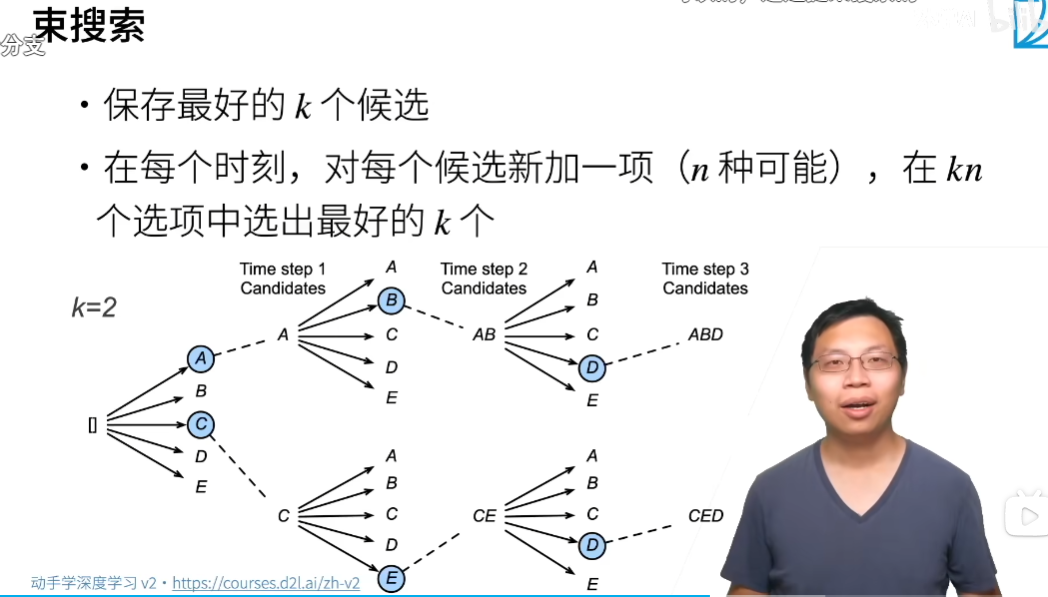 束搜索
分支
• 保存最好的 k 个候选
• 在每个时刻，对每个候选新加一项（n 种可能），在 kn
个选项中选出最好的 k 个
k=2
Time step 1
Candidates
Time step 2
Candidates
Time step 3
Candidates
[]
A
B
C
D
E
A
A
B
C
D
E
C
A
B
C
D
E
AB
A
B
C
D
E
CE
A
B
C
D
E
ABD
CED
动手学深度学习 v2 • https://courses.d2l.ai/zh-v2